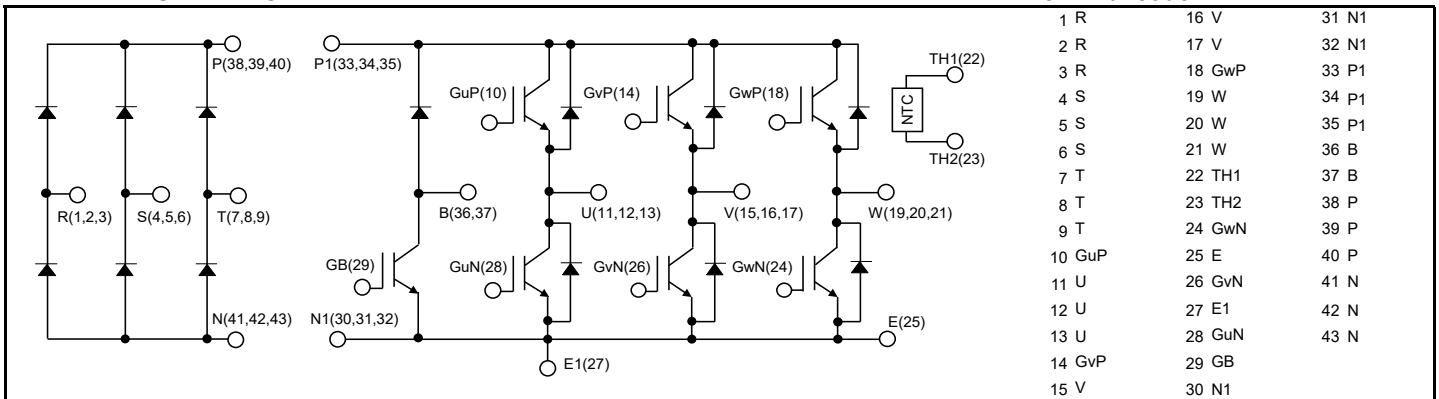 P(38,39,40)
P1(33,34,35)
TH1(22)
GuP(10)
GvP(14)
GwP(18)
NTC
TH2(23)
R(1,2,3)
S(4,5,6)
T(7,8,9)
B(36,37)
U(11,12,13)
V(15,16,17)
W(19,20,21)
GB(29)
GuN(28)
GvN(26)
GwN(24)
N(41,42,43)
N1(30,31,32)
E(25)
E1(27)
1 R
2 R
3 R
4 S
5 S
6 S
7 T
8 T
9 T
10 GuP
11 U
12 U
13 U
14 GvP
15 V
16 V
17 V
18 GwP
19 W
20 W
21 W
22 TH1
23 TH2
24 GwN
25 E
26 GvN
27 E1
28 GuN
29 GB
30 N1
31 N1
32 N1
33 P1
34 P1
35 P1
36 B
37 B
38 P
39 P
40 P
41 N
42 N
43 N